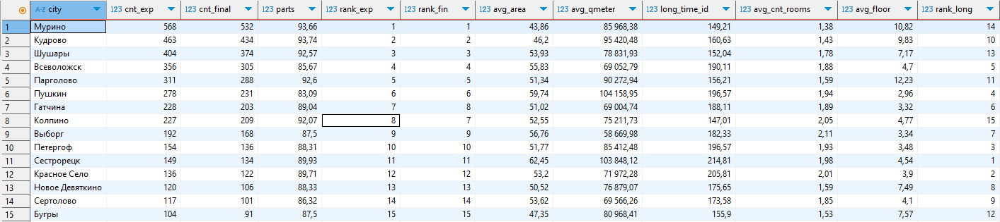 A-Z city 123 cnt_exp 123 cnt_final 123 parts 123 rank_exp 123 rank_fin 123 avg_area 123 avg_qmeter 123 long_time_id 123 avg_cnt_rooms 123 avg_floor 123 rank_long
1 Мурино 568 532 93,66 1 1 43,86 85 968,38 149,21 1,38 10,82 14
2 Кудрово 463 434 93,74 2 2 46,2 95 420,48 160,63 1,43 9,83 10
3 Шушары 404 374 92,57 3 3 53,93 78 831,93 152,04 1,78 7,17 13
4 Всеволожск 356 305 85,67 4 4 55,83 69 052,79 190,11 1,88 4,7 5
5 Парголово 311 288 92,6 5 5 51,34 90 272,94 156,21 1,59 12,23 11
6 Пушкин 278 231 83,09 6 6 59,74 104 158,95 196,57 1,94 2,96 4
7 Гатчина 228 203 89,04 7 8 51,02 69 004,74 188,11 1,89 3,32 6
8 Колпино 227 209 92,07 8 7 52,55 75 211,73 147,01 2,05 4,77 15
9 Выборг 192 168 87,5 9 9 56,76 58 669,98 182,33 2,11 3,34 7
10 Петергоф 154 136 88,31 10 10 51,77 85 412,48 196,57 1,93 3,48 3
11 Сестрорецк 149 134 89,93 11 11 62,45 103 848,12 214,81 1,98 4,54 1
12 Красное Село 136 122 89,71 12 12 53,2 71 972,28 205,81 2,01 3,9 2
13 Новое Девяткино 120 106 88,33 13 13 50,52 76 879,07 175,65 1,59 7,49 8
14 Сертолово 117 101 86,32 14 14 53,62 69 566,26 173,58 1,85 4,1 9
15 Бугры 104 91 87,5 15 15 47,35 80 968,41 155,9 1,53 7,57 12